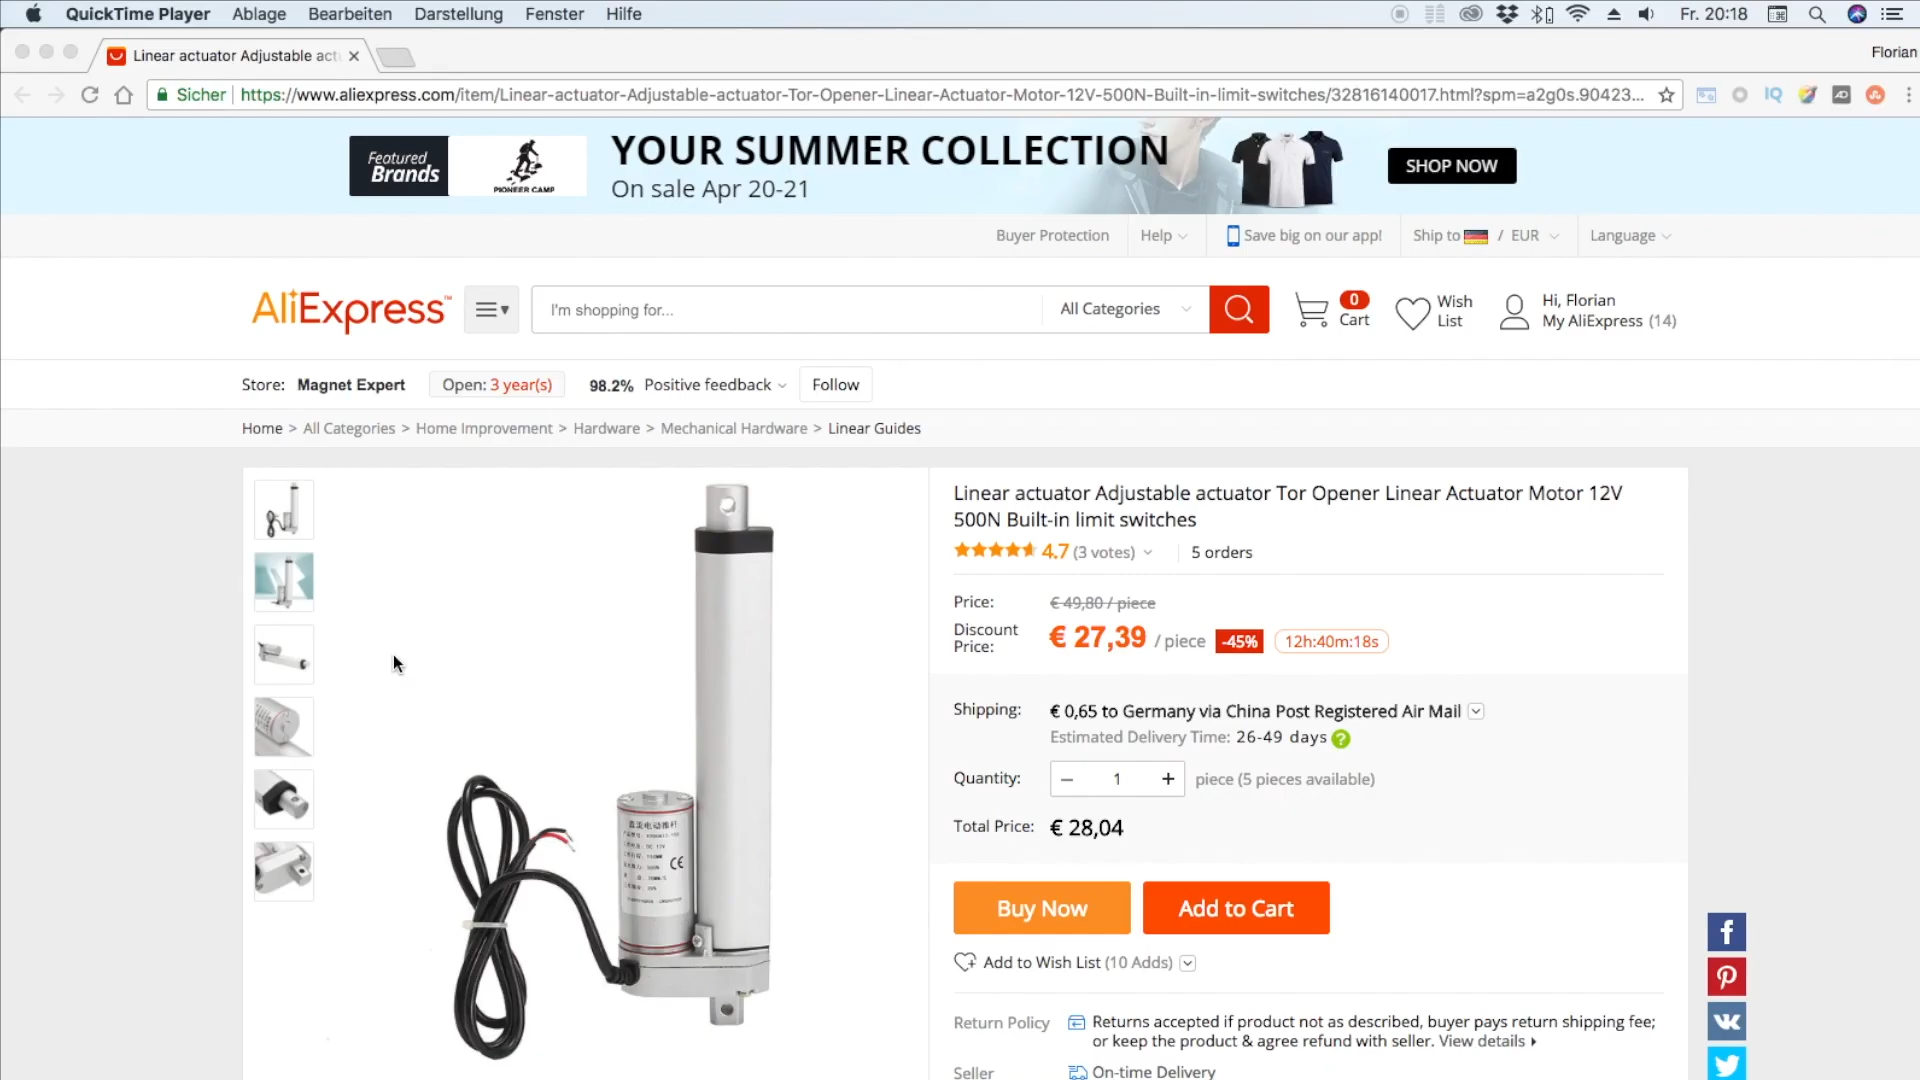 QuickTime Player Ablage Bearbeiten Darstellung Fenster Hilfe Fr. 20:18
Linear actuator Adjustable act
Florian
Sicher https://www.aliexpress.com/item/Linear-actuator-Adjustable-actuator-Tor-Opener-Linear-Actuator-Motor-12V-500N-Built-in-limit-switches/32816140017.html?spm=a2g0s.90423...
Featured
Brands
PIONEER CAMP
YOUR SUMMER COLLECTION
On sale Apr 20-21
SHOP NOW
Buyer Protection Help Save big on our app! Ship to / EUR Language
AliExpress™
I'm shopping for...
All Categories
0
Cart
Wish
List
Hi, Florian
My AliExpress (14)
Store: Magnet Expert Open: 3 year(s) 98.2% Positive feedback Follow
Home > All Categories > Home Improvement > Hardware > Mechanical Hardware > Linear Guides
Linear actuator Adjustable actuator Tor Opener Linear Actuator Motor 12V
500N Built-in limit switches
4.7 (3 votes) 5 orders
Price: € 49,80 / piece
Discount
Price:
€ 27,39 / piece -45% 12h:40m:18s
Shipping: € 0,65 to Germany via China Post Registered Air Mail
Estimated Delivery Time: 26-49 days ?
Quantity: – 1 + piece (5 pieces available)
Total Price: € 28,04
Buy Now Add to Cart
Add to Wish List (10 Adds)
Return Policy Returns accepted if product not as described, buyer pays return shipping fee;
or keep the product & agree refund with seller. View details
Seller On-time Delivery
CE